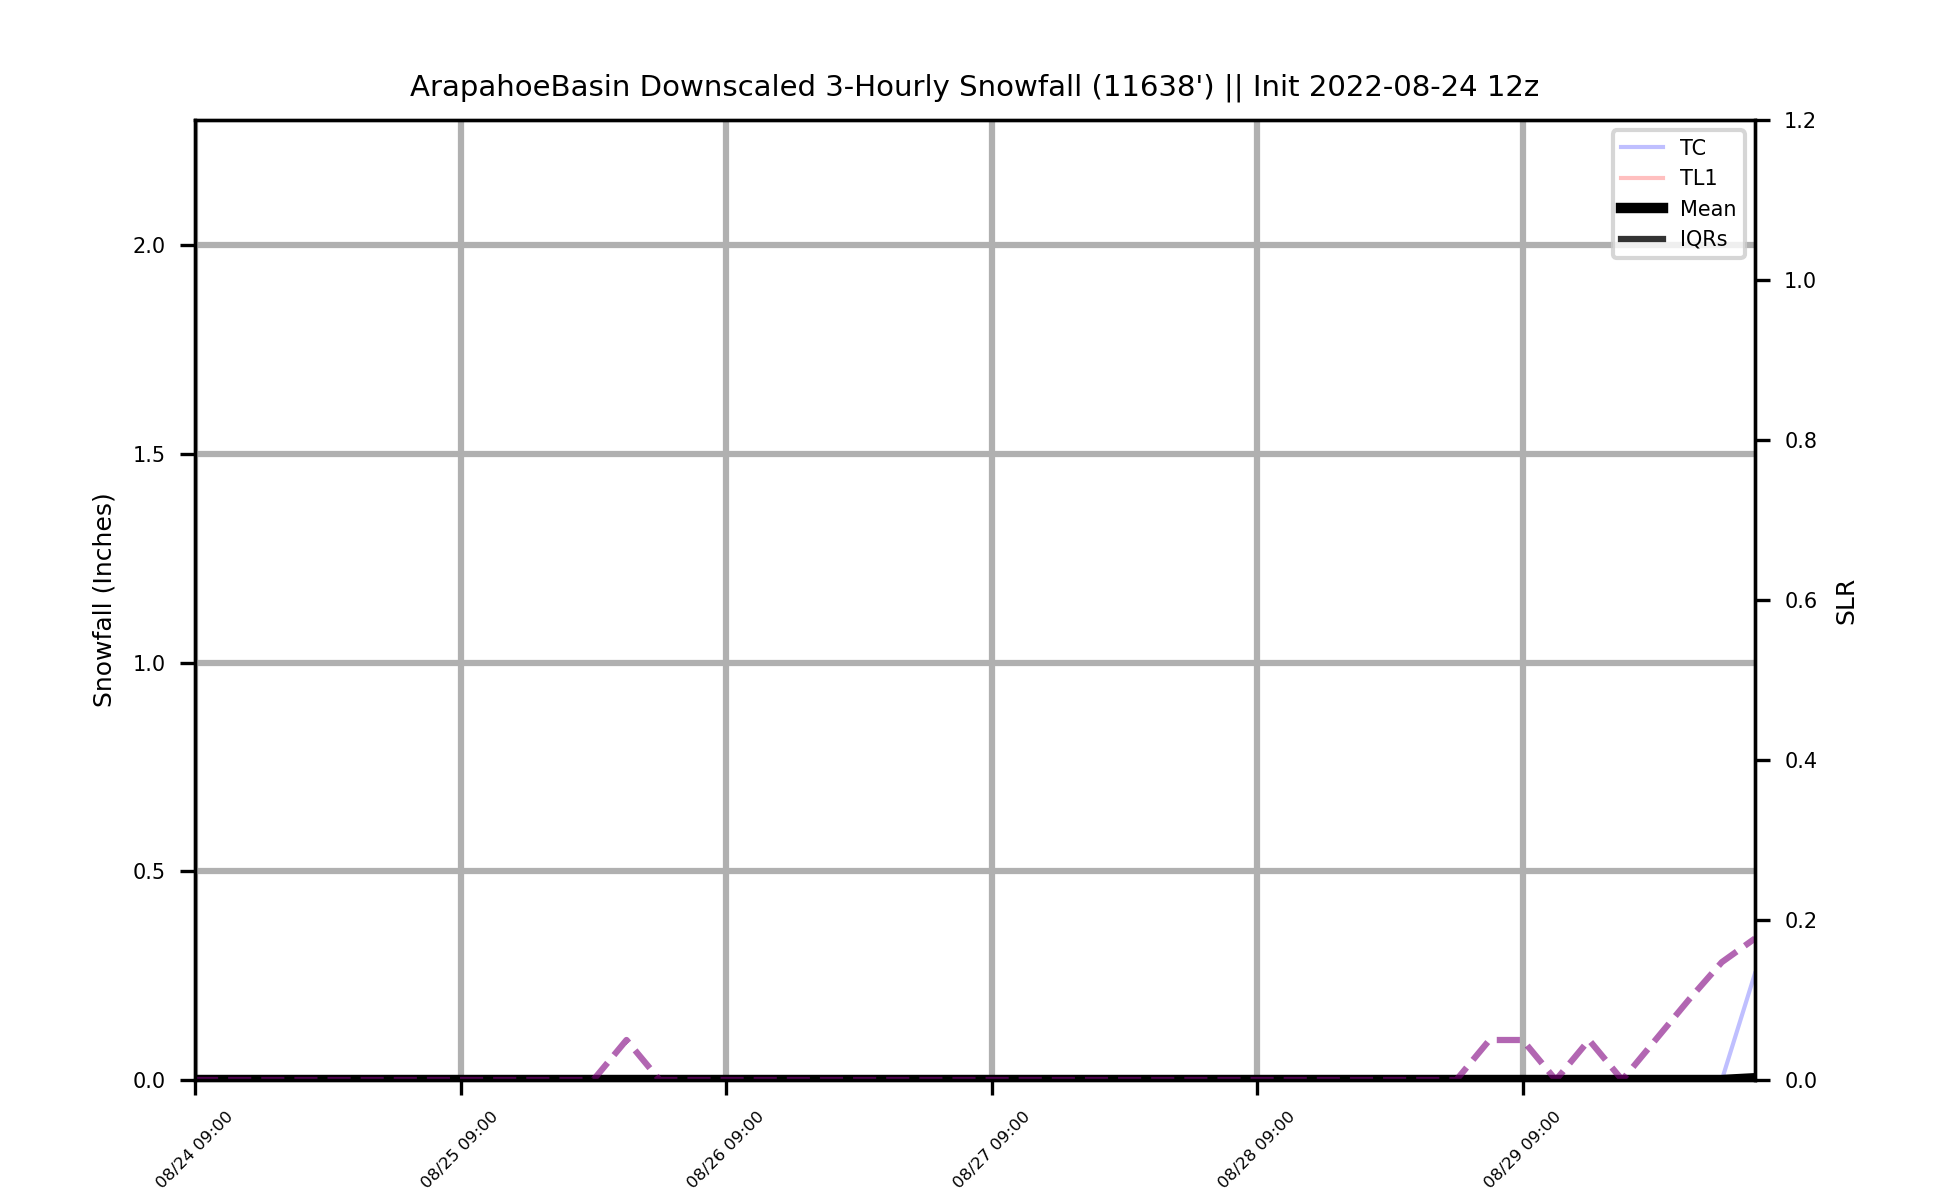 ArapahoeBasin Downscaled 3-Hourly Snowfall (11638') || Init 2022-08-24 12z
TC
TL1
Mean
IQRs
Snowfall (Inches)
2.0
1.5
1.0
0.5
0.0
1.2
1.0
0.8
0.6
0.4
0.2
0.0
SLR
08/24 09:00
08/25 09:00
08/26 09:00
08/27 09:00
08/28 09:00
08/29 09:00